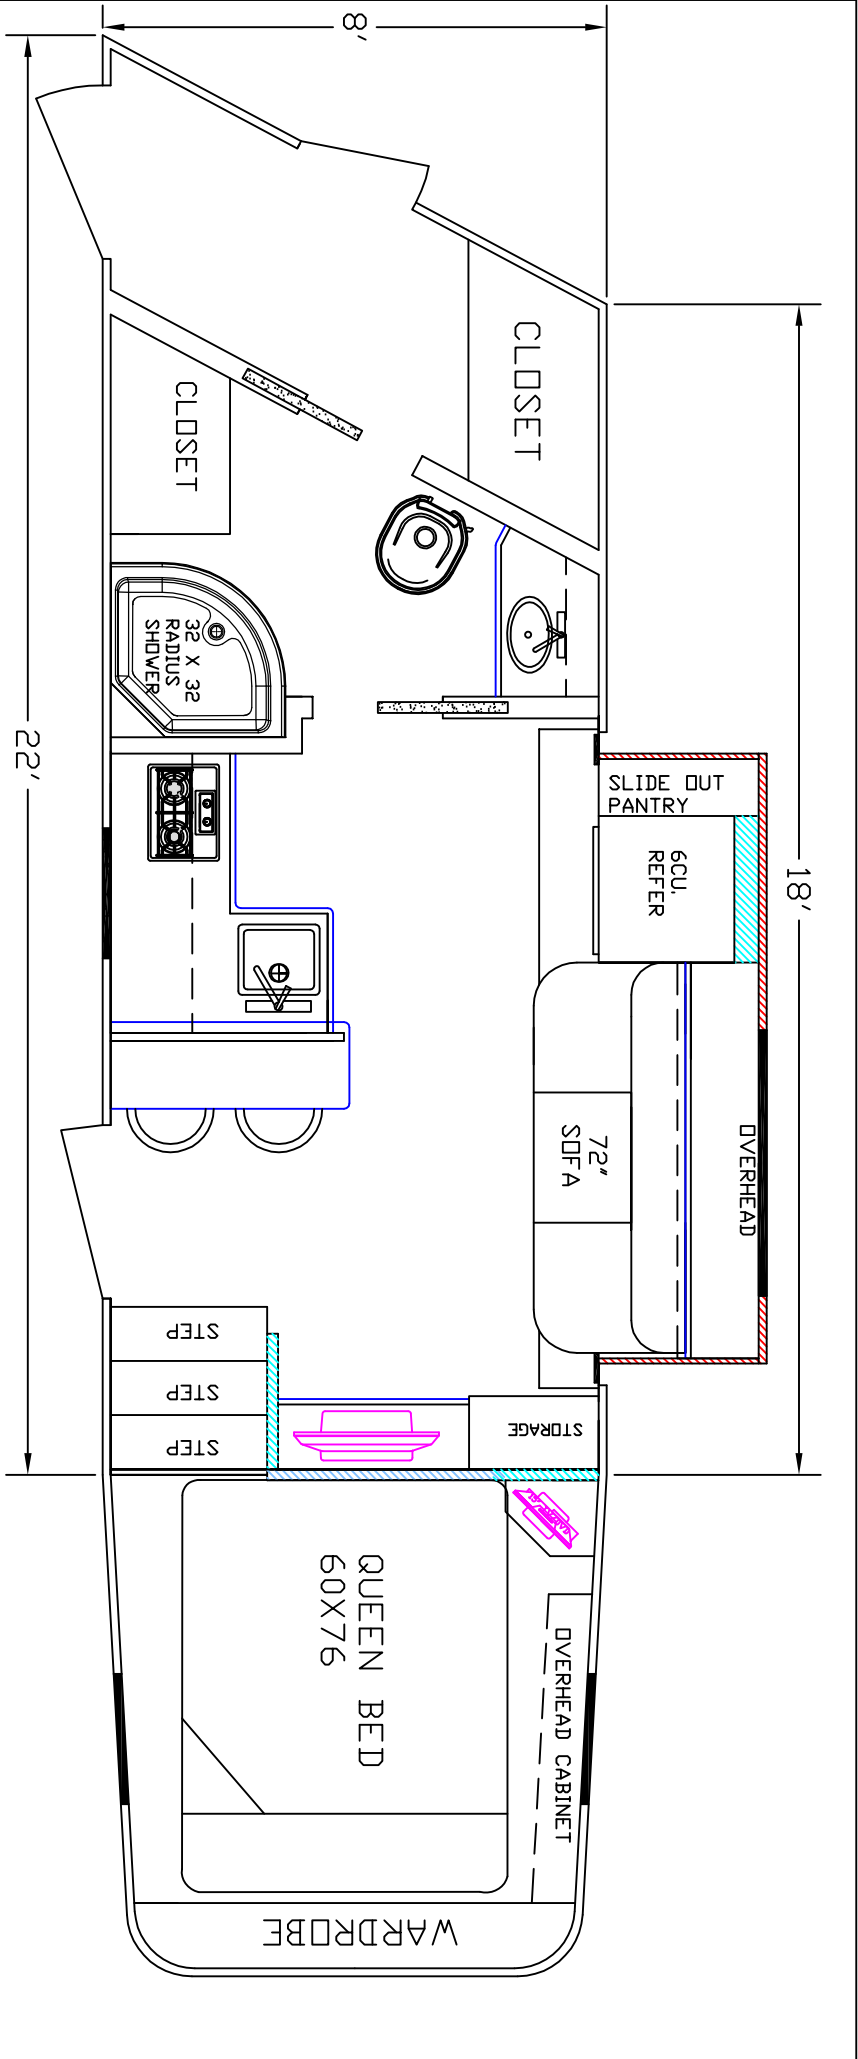 8'
22'
18'
CLOSET
CLOSET
32 X 32
RADIUS
SHOWER
SLIDE OUT
PANTRY
6CU.
REFER
72"
SOFA
OVERHEAD
STEP
STEP
STEP
STORAGE
QUEEN BED
60X76
OVERHEAD CABINET
WARDROBE